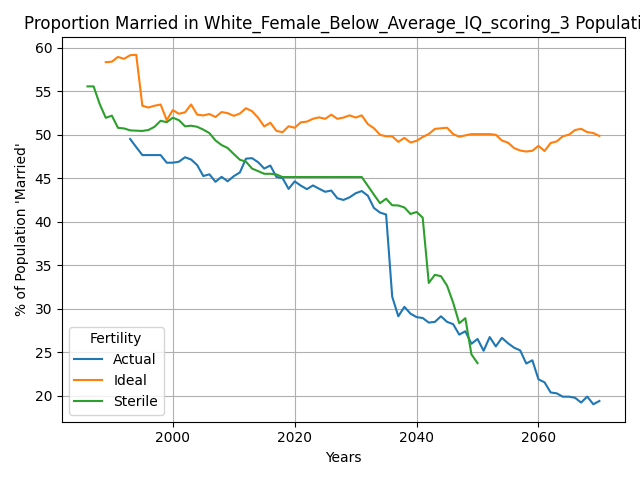 Proportion Married in White_Female_Below_Average_IQ_scoring_3 Populati
% of Population 'Married'
60
55
50
45
40
35
30
25
20
Fertility
Actual
Ideal
Sterile
2000 2020 2040 2060
Years